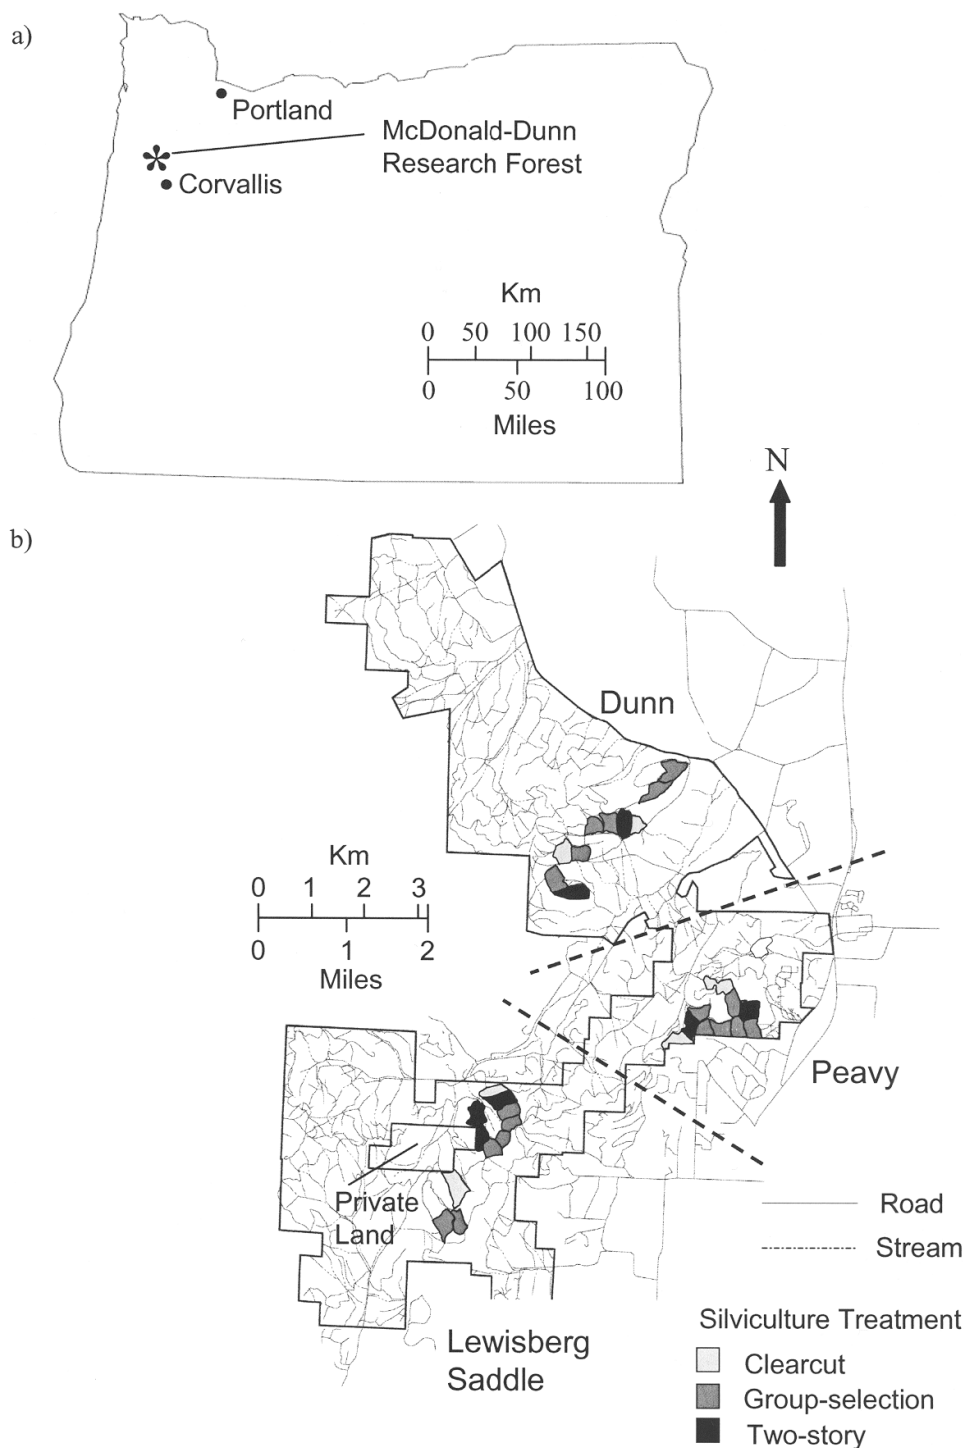 a)
Portland
McDonald-Dunn
Research Forest
Corvallis
Km
0 50 100 150
0 50 100
Miles
N
b)
Dunn
Km
0 1 2 3
0 1 2
Miles
Peavy
Private
Land
Road
Stream
Lewisberg
Saddle
Silviculture Treatment
Clearcut
Group-selection
Two-story